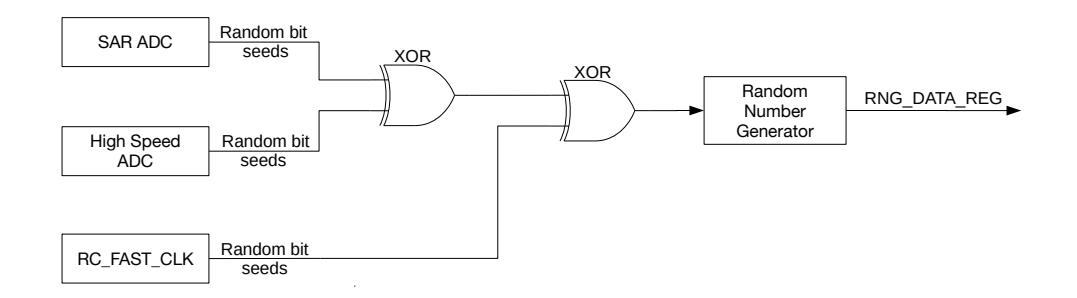 SAR ADC
Random bit
seeds
XOR
XOR
High Speed
ADC
Random bit
seeds
Random
Number
Generator
RNG_DATA_REG
RC_FAST_CLK
Random bit
seeds